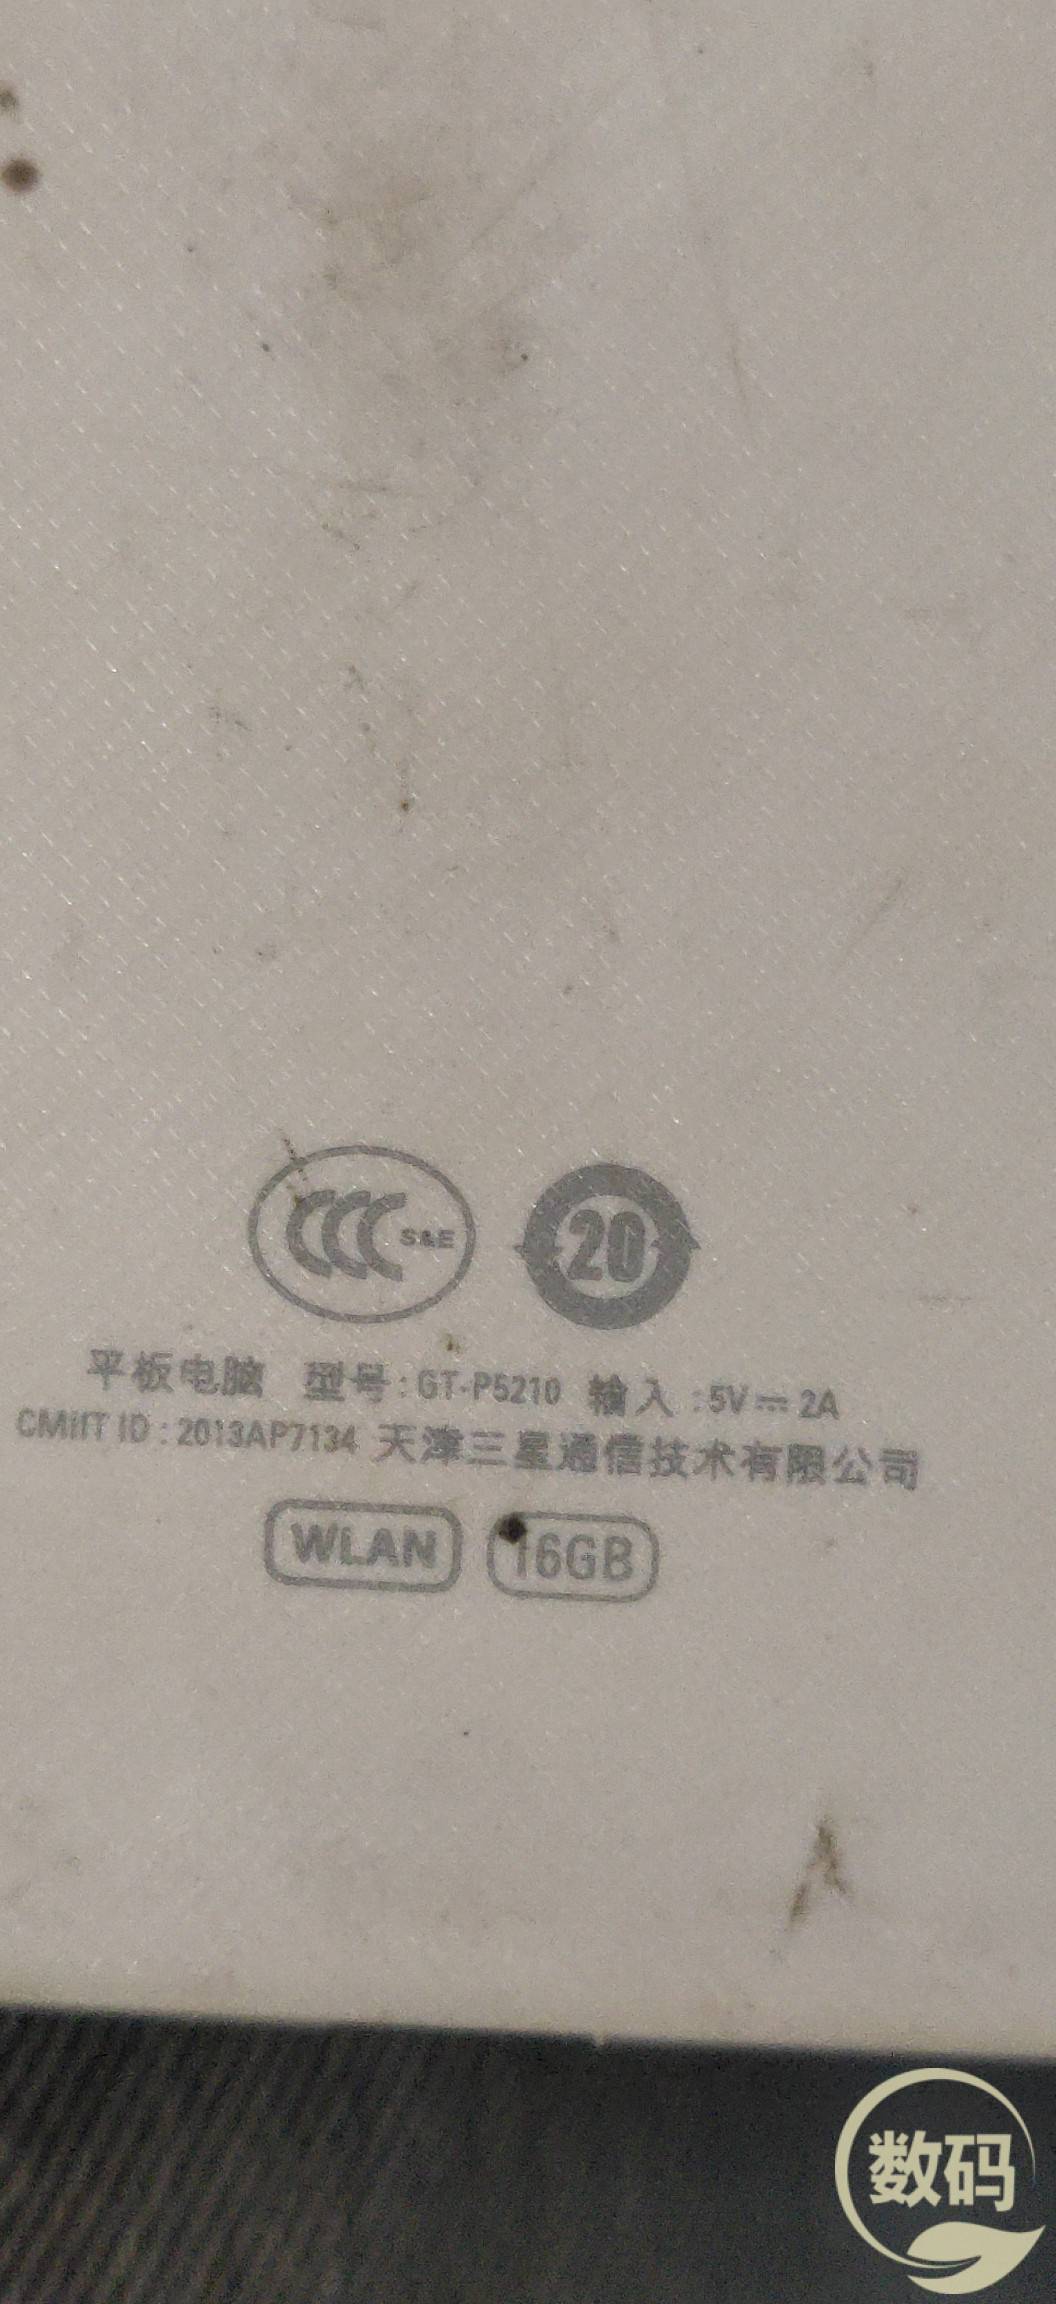 CCC S&E
20
平板电脑 型号:GT-P5210 输入:5V⎓2A
CMIIT ID:2013AP7134 天津三星通信技术有限公司
WLAN 16GB
数码